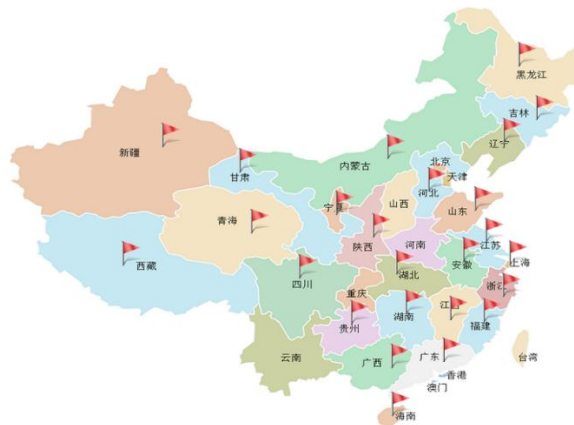 黑龙江
吉林
辽宁
新疆
甘肃
内蒙古
北京
天津
河北
宁夏
山西
山东
青海
陕西
河南
江苏
西藏
四川
安徽
上海
湖北
重庆
浙江
贵州
湖南
江西
福建
云南
广西
广东
台湾
香港
澳门
海南